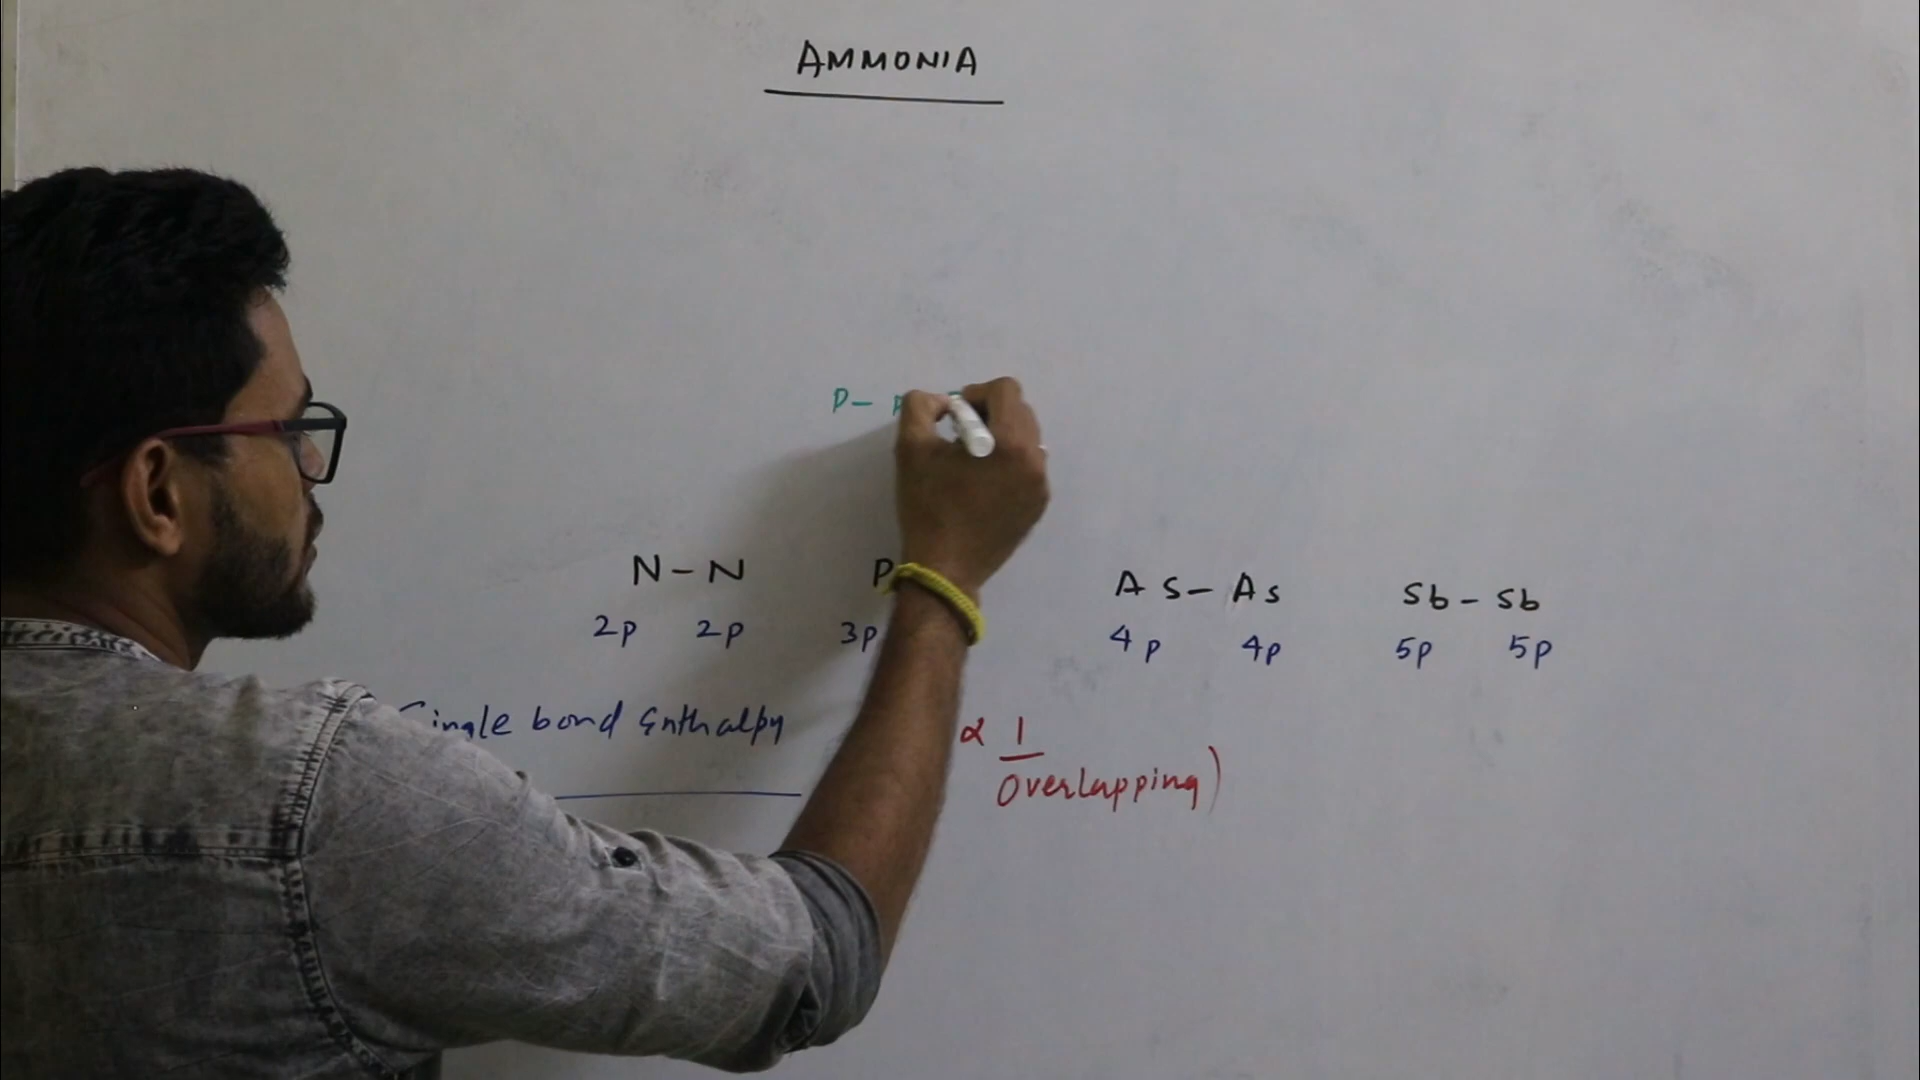 AMMONIA
P-
N-N P As-As Sb-Sb
2p 2p 3p 4p 4p 5p 5p
Single bond Enthalpy α 1
Overlapping)